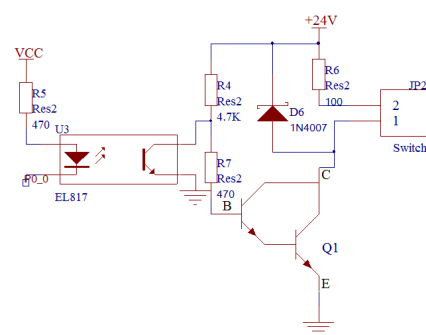 +24V
VCC
R5
Res2
470
U3
P0_0
EL817
R4
Res2
4.7K
R7
Res2
470
D6
1N4007
R6
Res2
100
JP2
2
1
Switch
B
C
Q1
E